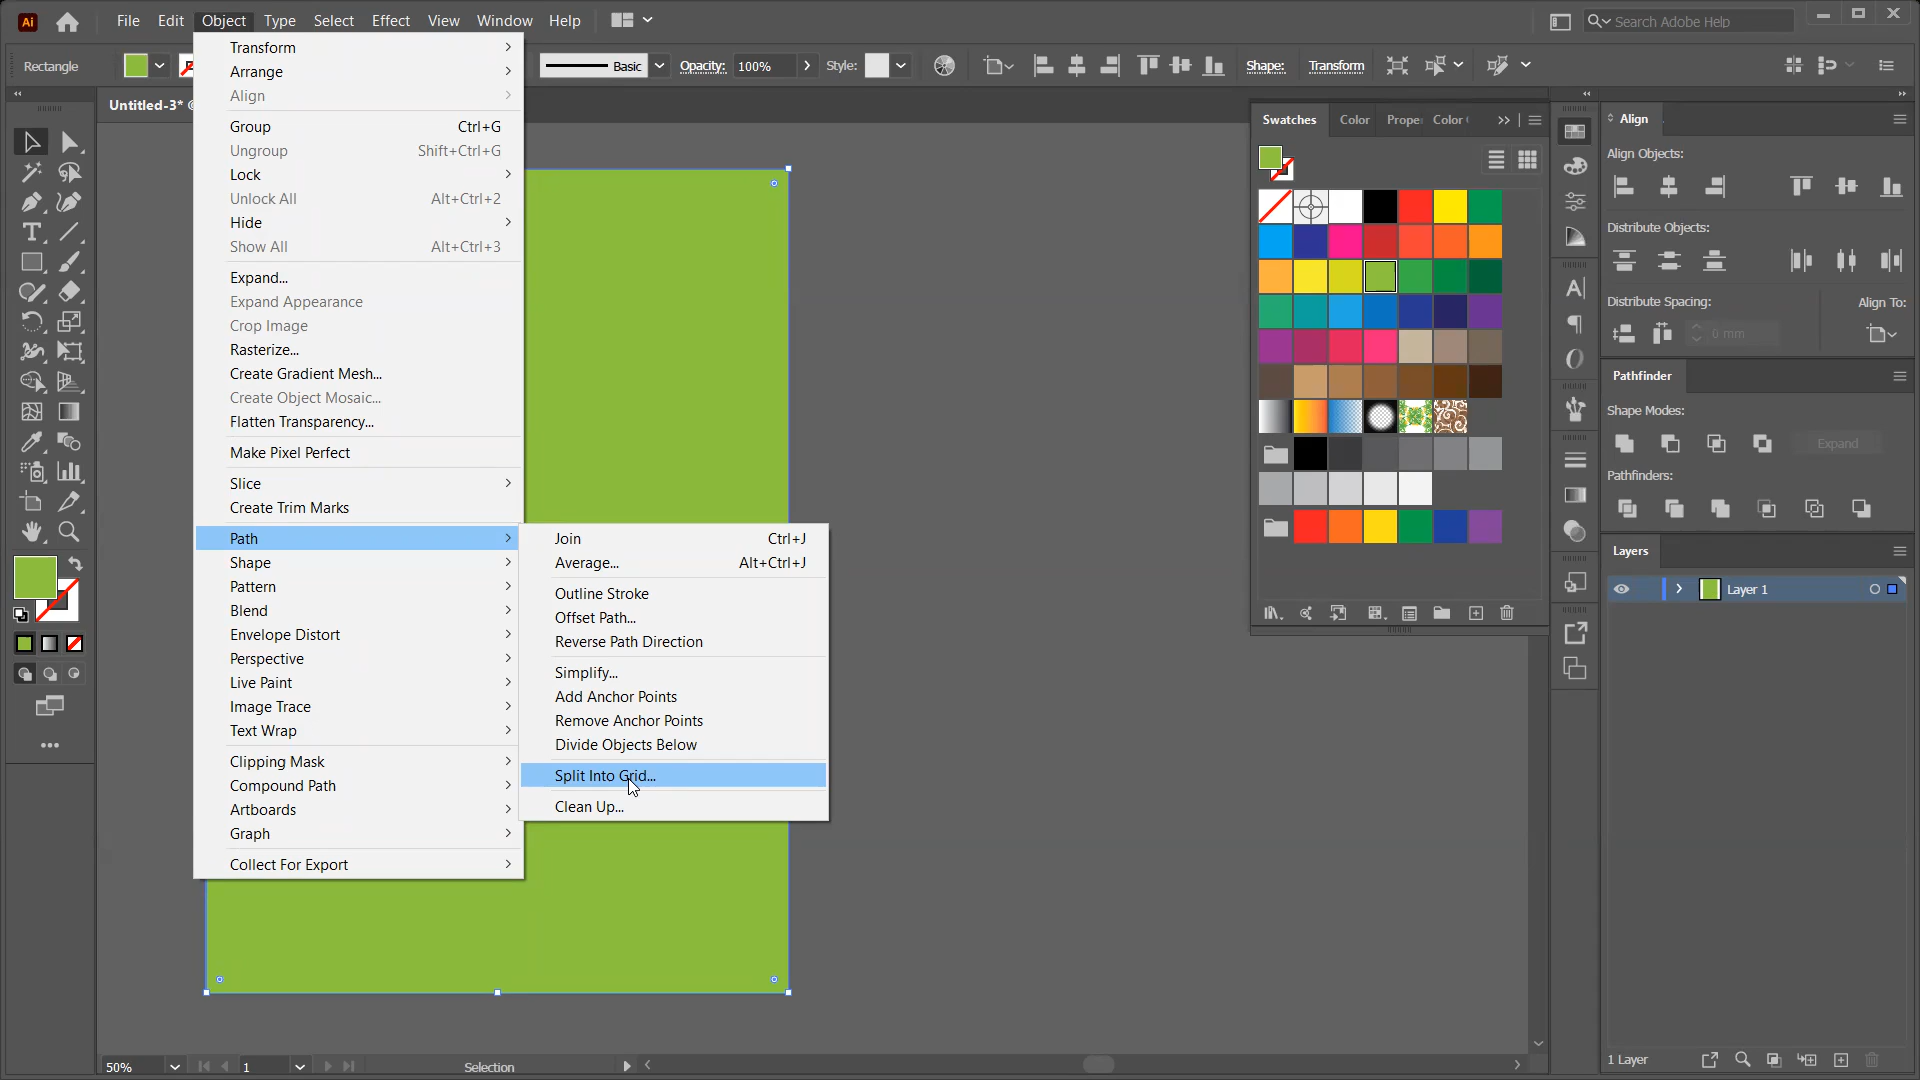 Ai File Edit Object Type Select Effect View Window Help Search Adobe Help
Rectangle Basic Opacity: 100% Style: Shape: Transform
Untitled-3*
Transform
Arrange
Align
Group Ctrl+G
Ungroup Shift+Ctrl+G
Lock
Unlock All Alt+Ctrl+2
Hide
Show All Alt+Ctrl+3
Expand...
Expand Appearance
Crop Image
Rasterize...
Create Gradient Mesh...
Create Object Mosaic...
Flatten Transparency...
Make Pixel Perfect
Slice
Create Trim Marks
Path
Shape
Pattern
Blend
Envelope Distort
Perspective
Live Paint
Image Trace
Text Wrap
Clipping Mask
Compound Path
Artboards
Graph
Collect For Export
Join Ctrl+J
Average... Alt+Ctrl+J
Outline Stroke
Offset Path...
Reverse Path Direction
Simplify...
Add Anchor Points
Remove Anchor Points
Divide Objects Below
Split Into Grid...
Clean Up...
Swatches Color Prope Color
Align
Align Objects:
Distribute Objects:
Distribute Spacing: Align To:
0 mm
Pathfinder
Shape Modes:
Expand
Pathfinders:
Layers
Layer 1
1 Layer
50% 1 Selection